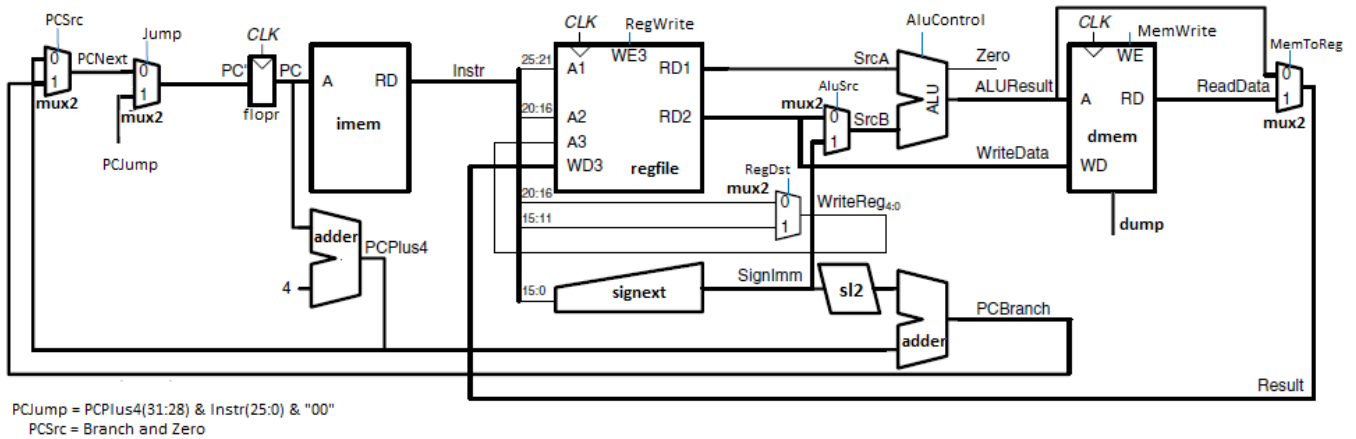 PCSrc
Jump
CLK
CLK
RegWrite
AluControl
CLK
MemWrite
MemToReg
0
1
PCNext
0
1
PC'
PC
A
RD
Instr
25:21
A1
WE3
RD1
SrcA
Zero
ALU
ALUResult
WE
A
RD
ReadData
0
1
mux2
mux2
flopr
imem
20:16
A2
RD2
mux2
AluSrc
0
1
SrcB
dmem
mux2
PCJump
A3
WD3
regfile
WriteData
WD
RegDst
mux2
20:16
0
15:11
1
WriteReg4:0
dump
adder
PCPlus4
4
15:0
signext
SignImm
sl2
PCBranch
adder
Result
PCJump = PCPlus4(31:28) & Instr(25:0) & "00"
PCSrc = Branch and Zero